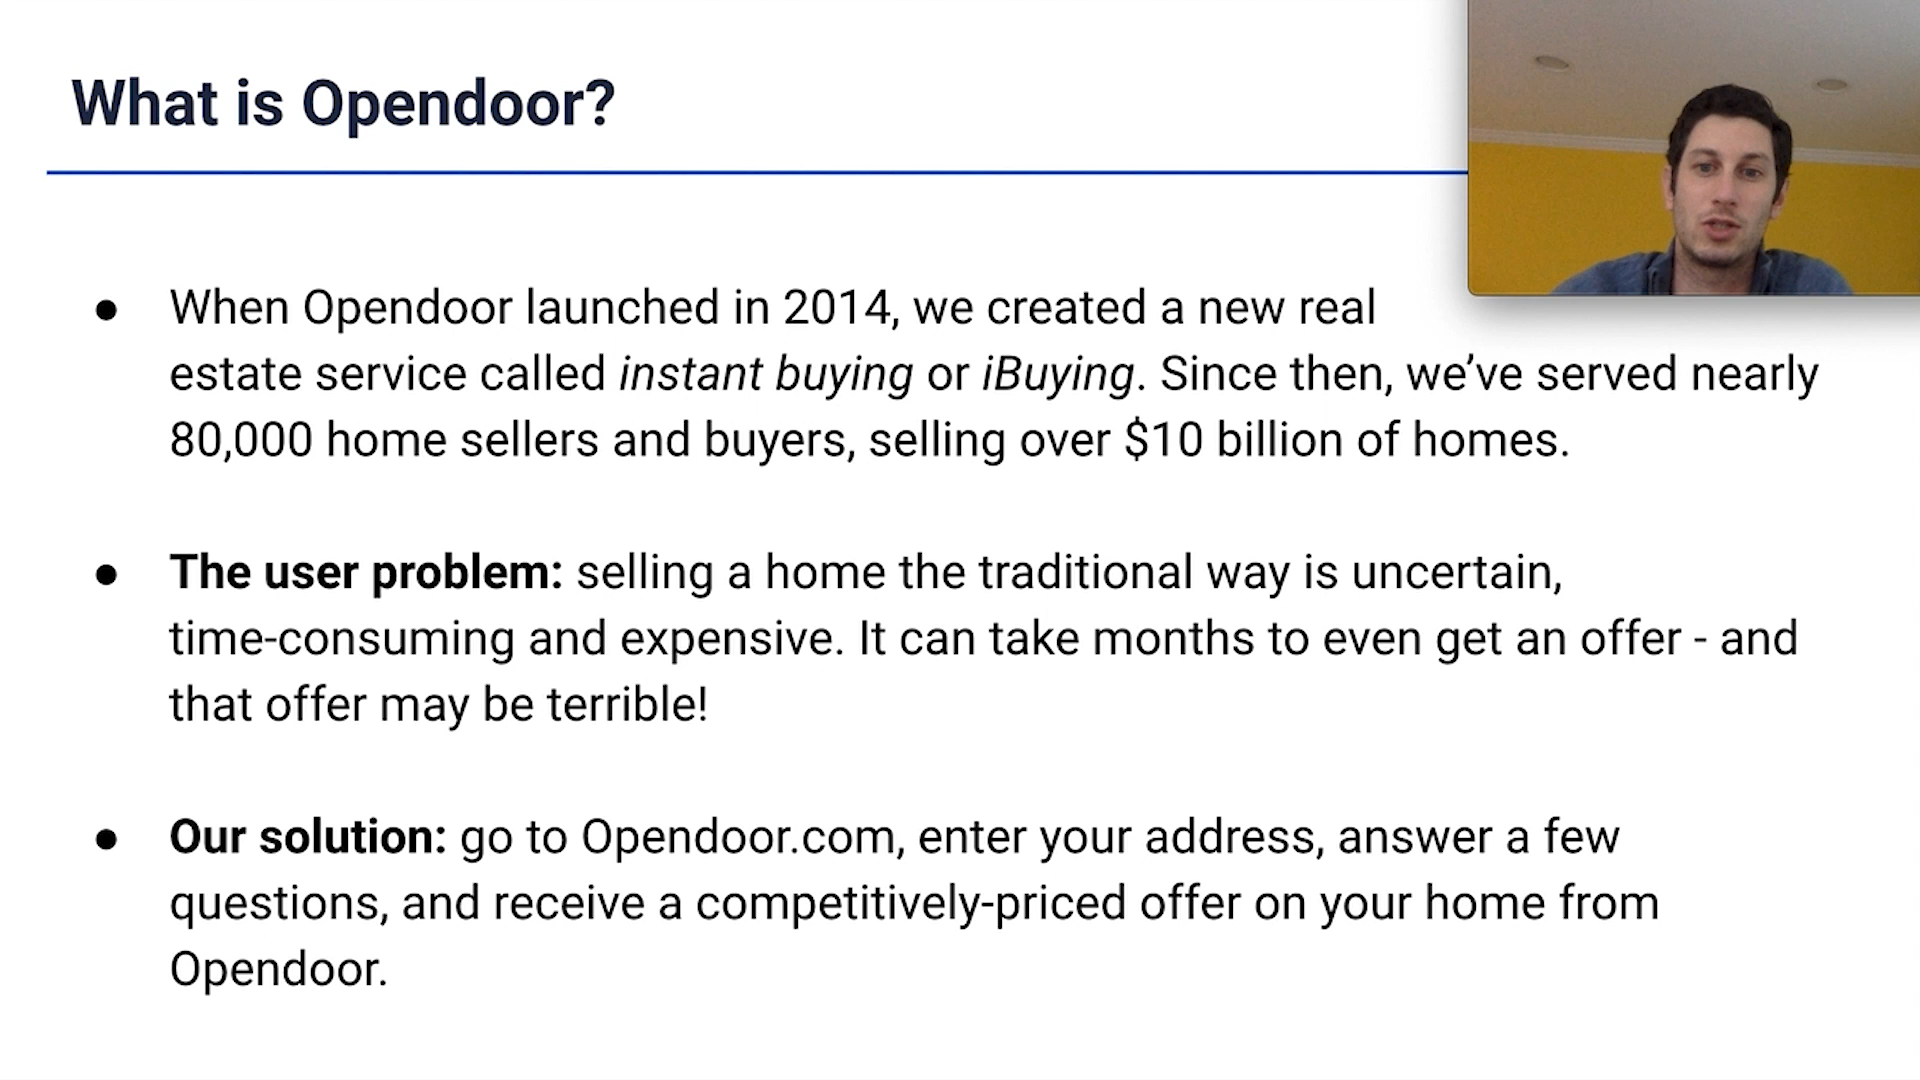 What is Opendoor?
● When Opendoor launched in 2014, we created a new real
estate service called instant buying or iBuying. Since then, we’ve served nearly
80,000 home sellers and buyers, selling over $10 billion of homes.
● The user problem: selling a home the traditional way is uncertain,
time-consuming and expensive. It can take months to even get an offer - and
that offer may be terrible!
● Our solution: go to Opendoor.com, enter your address, answer a few
questions, and receive a competitively-priced offer on your home from
Opendoor.